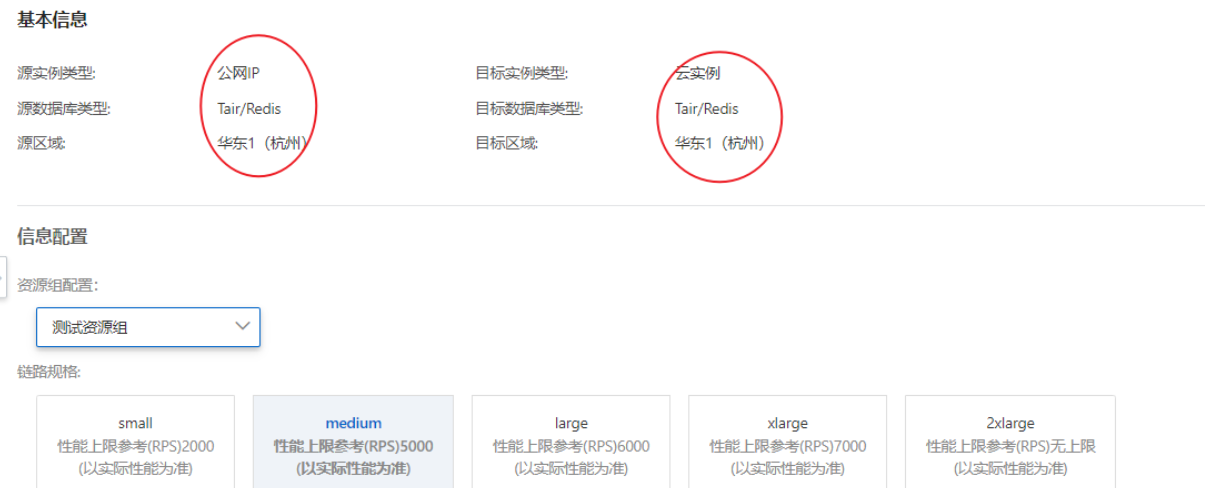 基本信息
源实例类型: 公网IP 目标实例类型: 云实例
源数据库类型: Tair/Redis 目标数据库类型: Tair/Redis
源区域: 华东1（杭州） 目标区域: 华东1（杭州）
信息配置
资源组配置:
测试资源组
链路规格:
small medium large xlarge 2xlarge
性能上限参考(RPS)2000 性能上限参考(RPS)5000 性能上限参考(RPS)6000 性能上限参考(RPS)7000 性能上限参考(RPS)无上限
(以实际性能为准) (以实际性能为准) (以实际性能为准) (以实际性能为准) (以实际性能为准)